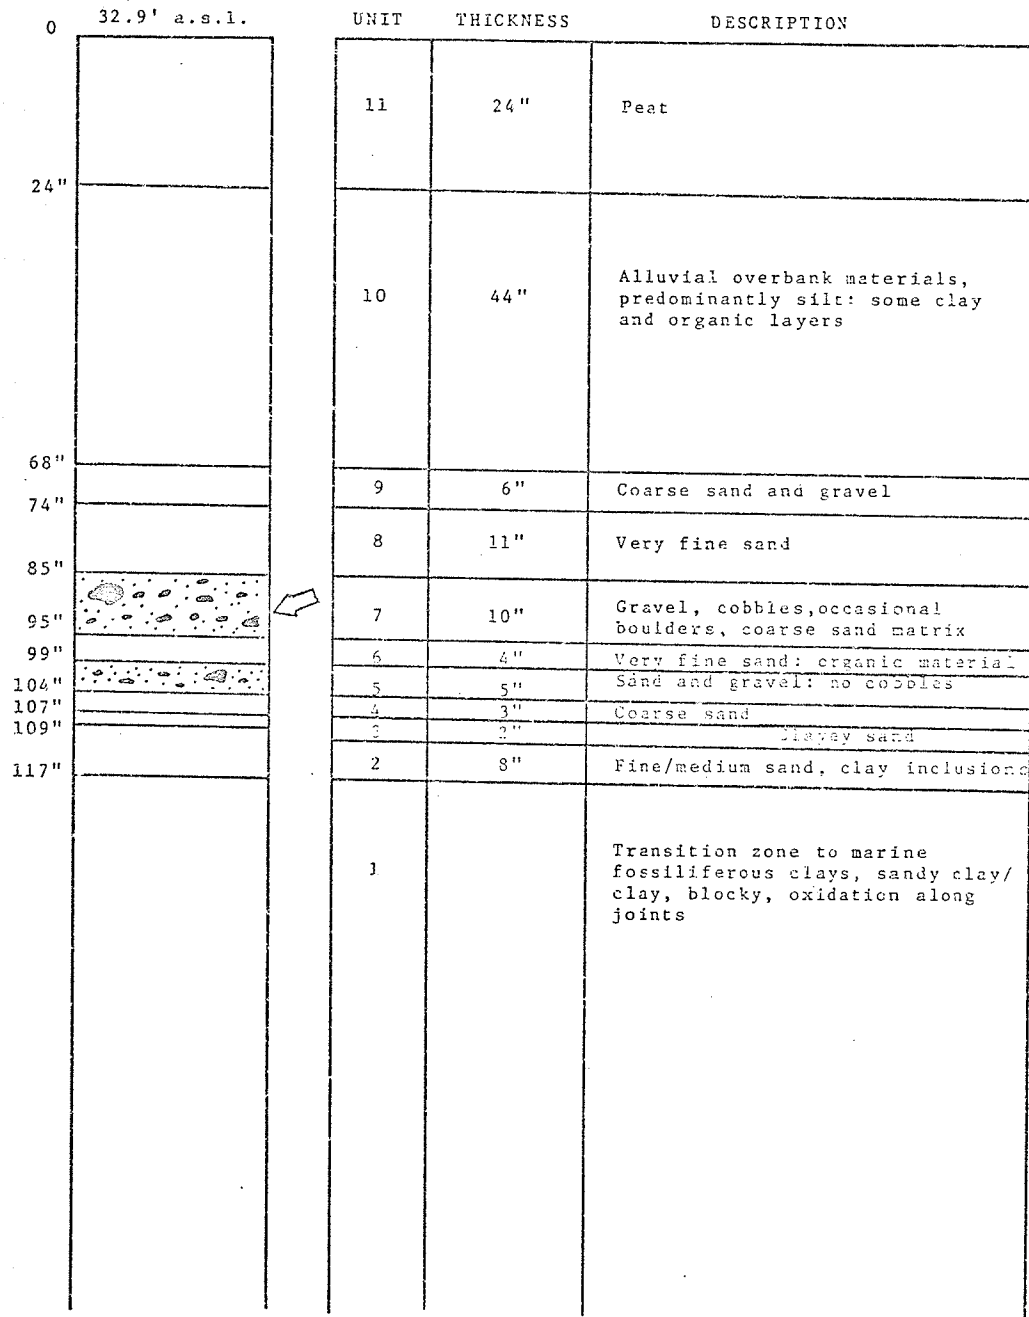 0 32.9' a.s.l. UNIT THICKNESS DESCRIPTION
11 24" Peat
24"
10 44" Alluvial overbank materials,
predominantly silt: some clay
and organic layers
68"
9 6" Coarse sand and gravel
74"
8 11" Very fine sand
85"
7 10" Gravel, cobbles,occasional
boulders, coarse sand matrix
95"
6 4" Very fine sand: organic material
99"
5 5" Sand and gravel: no cobbles
104"
4 3" Coarse sand
107"
3 2" Clayey sand
109"
2 8" Fine/medium sand, clay inclusions
117"
1 Transition zone to marine
fossiliferous clays, sandy clay/
clay, blocky, oxidation along
joints